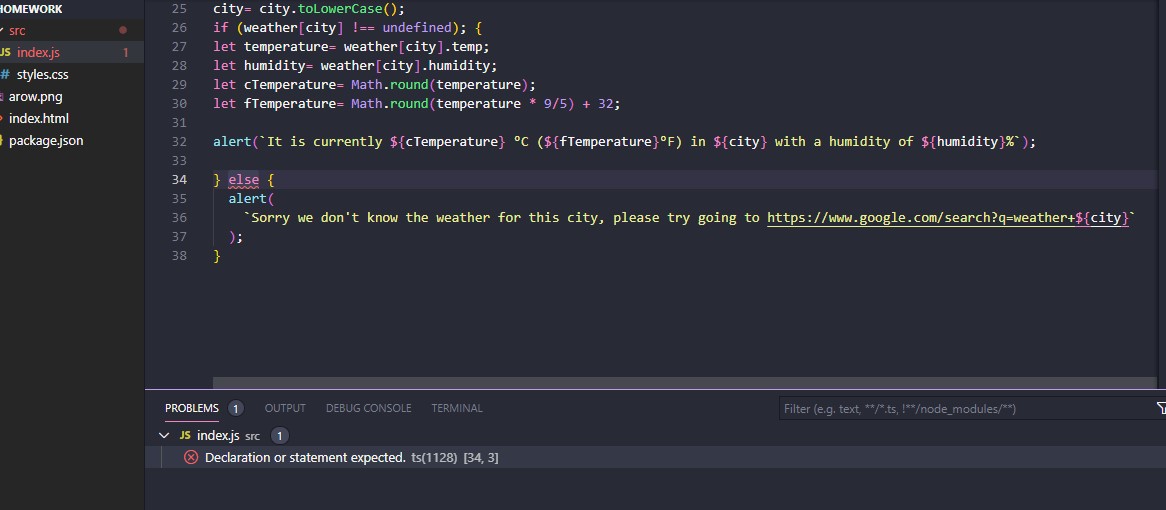 HOMEWORK
src
JS index.js 1
# styles.css
arow.png
index.html
package.json
25 city= city.toLowerCase();
26 if (weather[city] !== undefined); {
27 let temperature= weather[city].temp;
28 let humidity= weather[city].humidity;
29 let cTemperature= Math.round(temperature);
30 let fTemperature= Math.round(temperature * 9/5) + 32;
31
32 alert(`It is currently ${cTemperature} ºC (${fTemperature}ºF) in ${city} with a humidity of ${humidity}%`);
33
34 } else {
35 alert(
36 `Sorry we don't know the weather for this city, please try going to https://www.google.com/search?q=weather+${city}`
37 );
38 }
PROBLEMS 1 OUTPUT DEBUG CONSOLE TERMINAL Filter (e.g. text, **/*.ts, !**/node_modules/**)
JS index.js src 1
Declaration or statement expected. ts(1128) [34, 3]